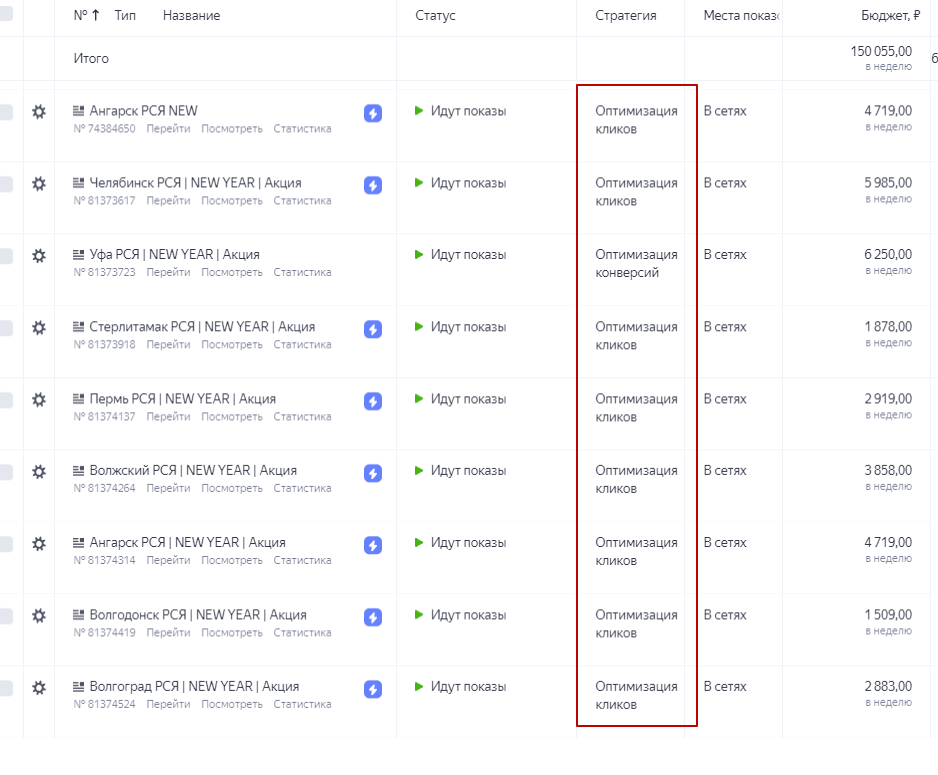 № ↑ Тип Название Статус Стратегия Места показо Бюджет, ₽
Итого 150 055,00
в неделю
Ангарск РСЯ NEW Идут показы Оптимизация кликов В сетях 4 719,00
№ 74384650 Перейти Посмотреть Статистика в неделю
Челябинск РСЯ | NEW YEAR | Акция Идут показы Оптимизация кликов В сетях 5 985,00
№ 81373617 Перейти Посмотреть Статистика в неделю
Уфа РСЯ | NEW YEAR | Акция Идут показы Оптимизация конверсий В сетях 6 250,00
№ 81373723 Перейти Посмотреть Статистика в неделю
Стерлитамак РСЯ | NEW YEAR | Акция Идут показы Оптимизация кликов В сетях 1 878,00
№ 81373918 Перейти Посмотреть Статистика в неделю
Пермь РСЯ | NEW YEAR | Акция Идут показы Оптимизация кликов В сетях 2 919,00
№ 81374137 Перейти Посмотреть Статистика в неделю
Волжский РСЯ | NEW YEAR | Акция Идут показы Оптимизация кликов В сетях 3 858,00
№ 81374264 Перейти Посмотреть Статистика в неделю
Ангарск РСЯ | NEW YEAR | Акция Идут показы Оптимизация кликов В сетях 4 719,00
№ 81374314 Перейти Посмотреть Статистика в неделю
Волгодонск РСЯ | NEW YEAR | Акция Идут показы Оптимизация кликов В сетях 1 509,00
№ 81374419 Перейти Посмотреть Статистика в неделю
Волгоград РСЯ | NEW YEAR | Акция Идут показы Оптимизация кликов В сетях 2 883,00
№ 81374524 Перейти Посмотреть Статистика в неделю